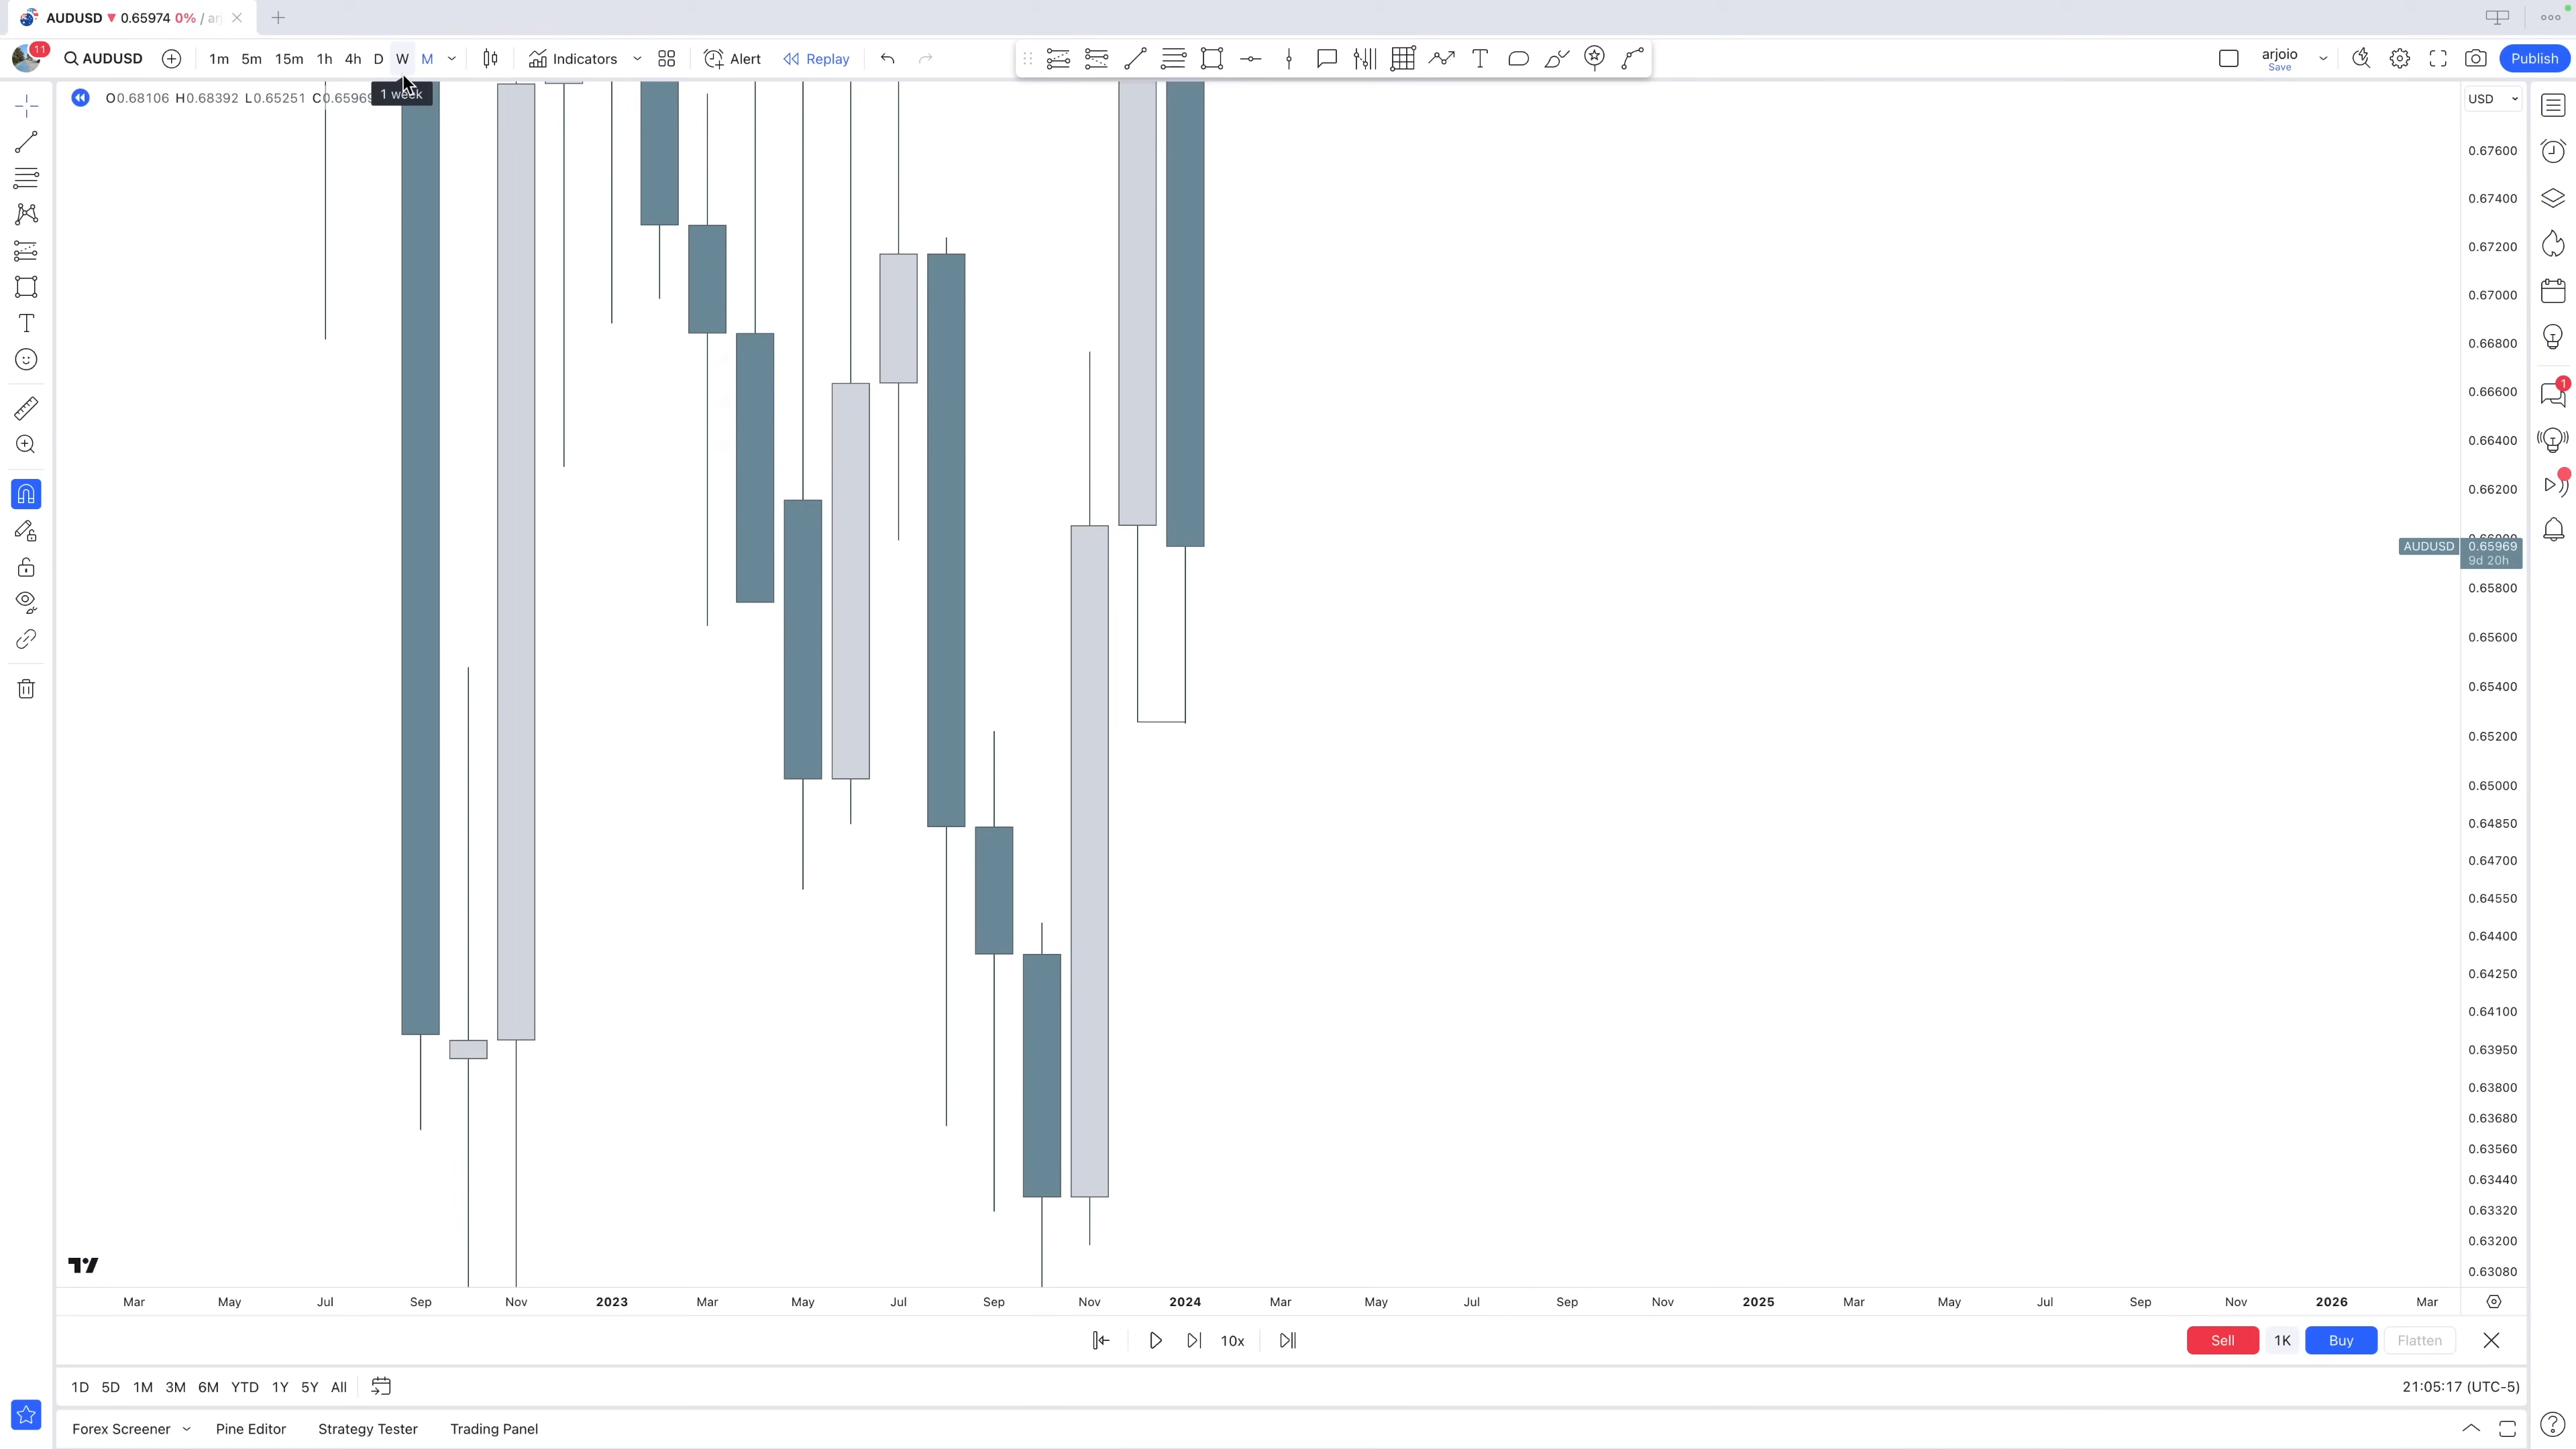 AUDUSD ▼ 0.65974 0% / arj
11
AUDUSD
1m 5m 15m 1h 4h D W M
Indicators
Alert
Replay
arjoio
Save
Publish
O0.68106 H0.68392 L0.65251 C0.65969
1 week
USD
0.67600
0.67400
0.67200
0.67000
0.66800
0.66600
0.66400
0.66200
AUDUSD 0.65969
9d 20h
0.65800
0.65600
0.65400
0.65200
0.65000
0.64850
0.64700
0.64550
0.64400
0.64250
0.64100
0.63950
0.63800
0.63680
0.63560
0.63440
0.63320
0.63200
0.63080
1
Mar May Jul Sep Nov 2023 Mar May Jul Sep Nov 2024 Mar May Jul Sep Nov 2025 Mar May Jul Sep Nov 2026 Mar
10x
Sell 1K Buy Flatten
1D 5D 1M 3M 6M YTD 1Y 5Y All
21:05:17 (UTC-5)
Forex Screener Pine Editor Strategy Tester Trading Panel